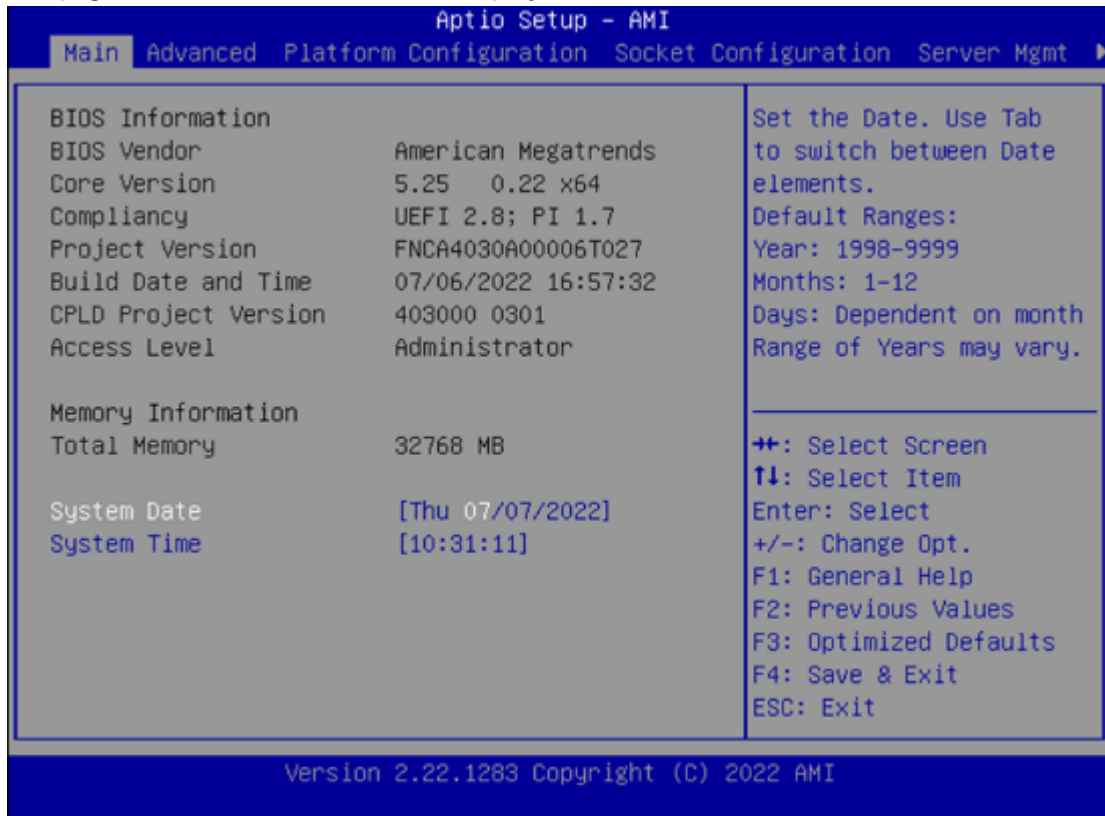 Aptio Setup – AMI
Main Advanced Platform Configuration Socket Configuration Server Mgmt
BIOS Information
BIOS Vendor American Megatrends
Core Version 5.25 0.22 x64
Compliancy UEFI 2.8; PI 1.7
Project Version FNCA4030A00006T027
Build Date and Time 07/06/2022 16:57:32
CPLD Project Version 403000 0301
Access Level Administrator
Memory Information
Total Memory 32768 MB
System Date [Thu 07/07/2022]
System Time [10:31:11]
Set the Date. Use Tab
to switch between Date
elements.
Default Ranges:
Year: 1998-9999
Months: 1-12
Days: Dependent on month
Range of Years may vary.
→←: Select Screen
↑↓: Select Item
Enter: Select
+/-: Change Opt.
F1: General Help
F2: Previous Values
F3: Optimized Defaults
F4: Save & Exit
ESC: Exit
Version 2.22.1283 Copyright (C) 2022 AMI